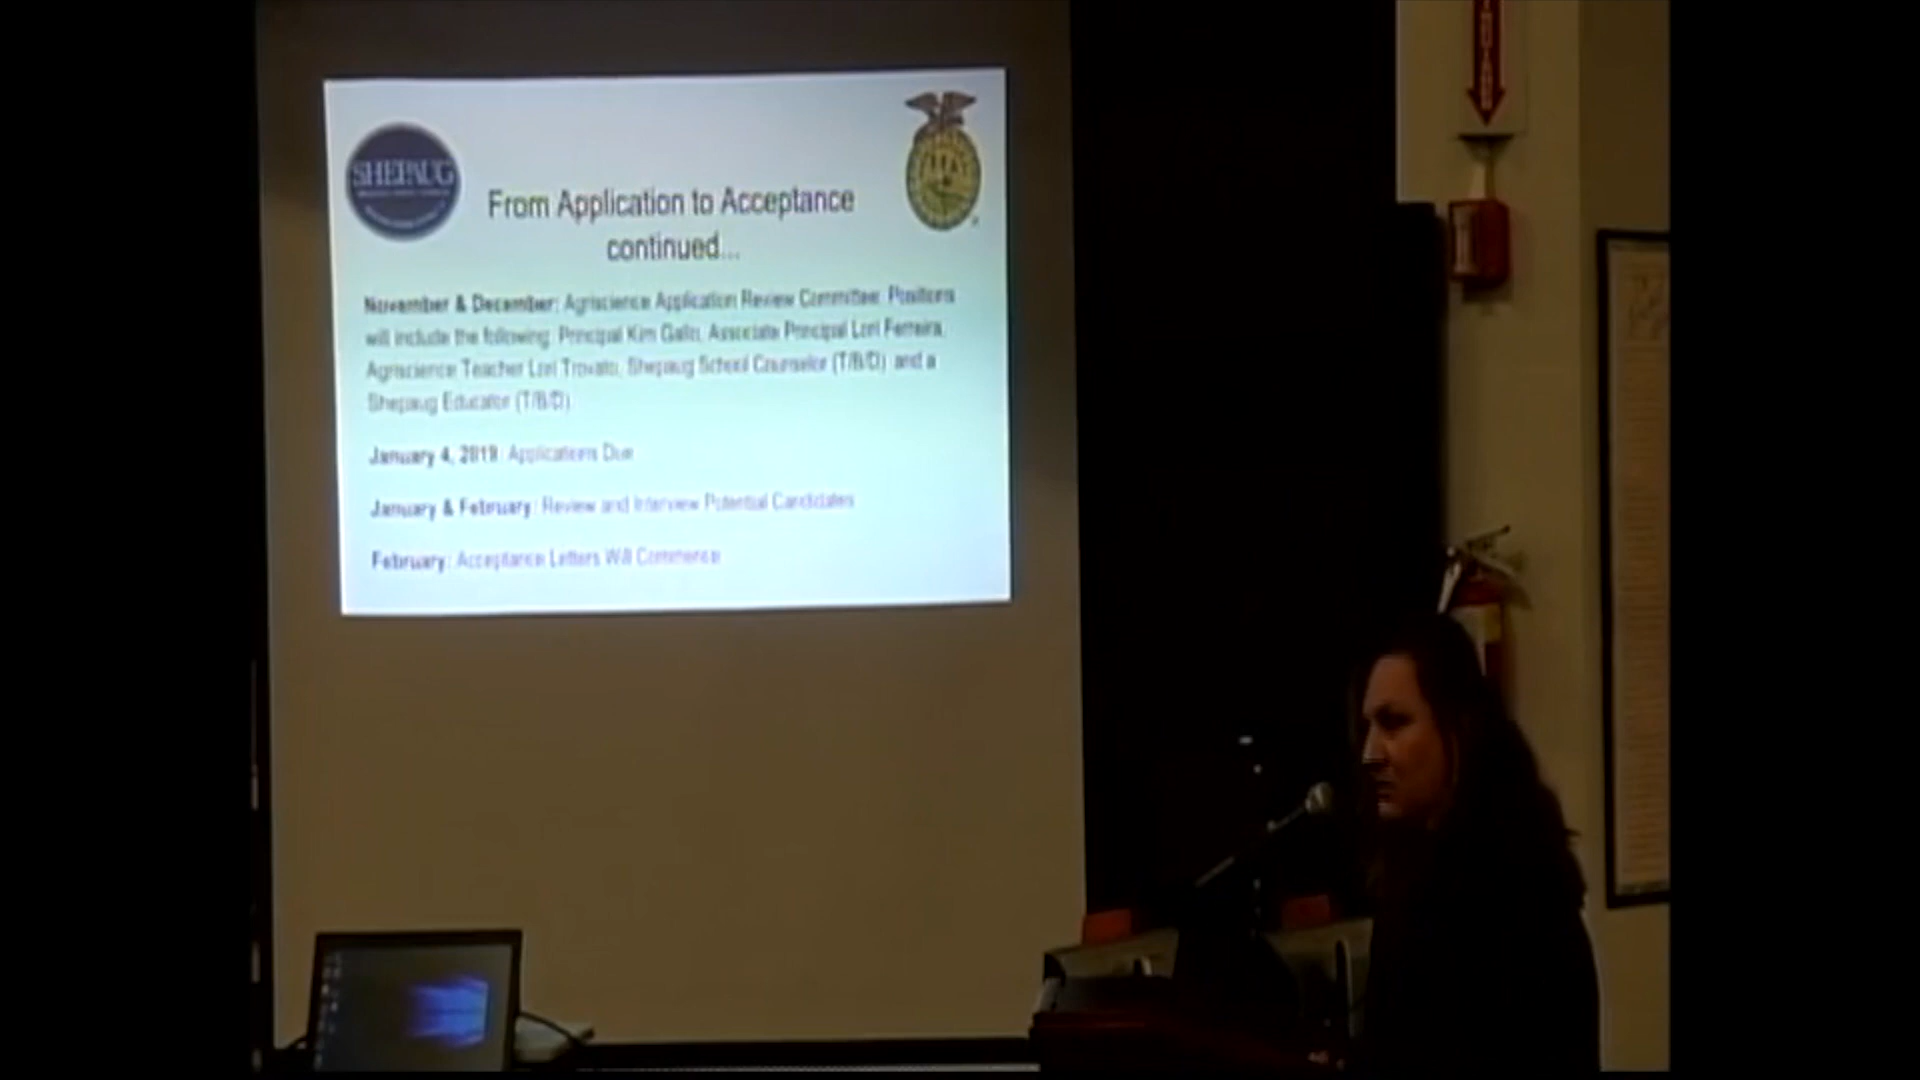 SHEPAUG
FFA
From Application to Acceptance
continued...
November & December: Agriscience Application Review Committee: Positions
will include the following: Principal Kim Gallo, Associate Principal Lori Ferreira,
Agriscience Teacher Lori Trovato, Shepaug School Counselor (T/B/D) and a
Shepaug Educator (T/B/D)
January 4, 2019: Applications Due
January & February: Review and Interview Potential Candidates
February: Acceptance Letters Will Commence